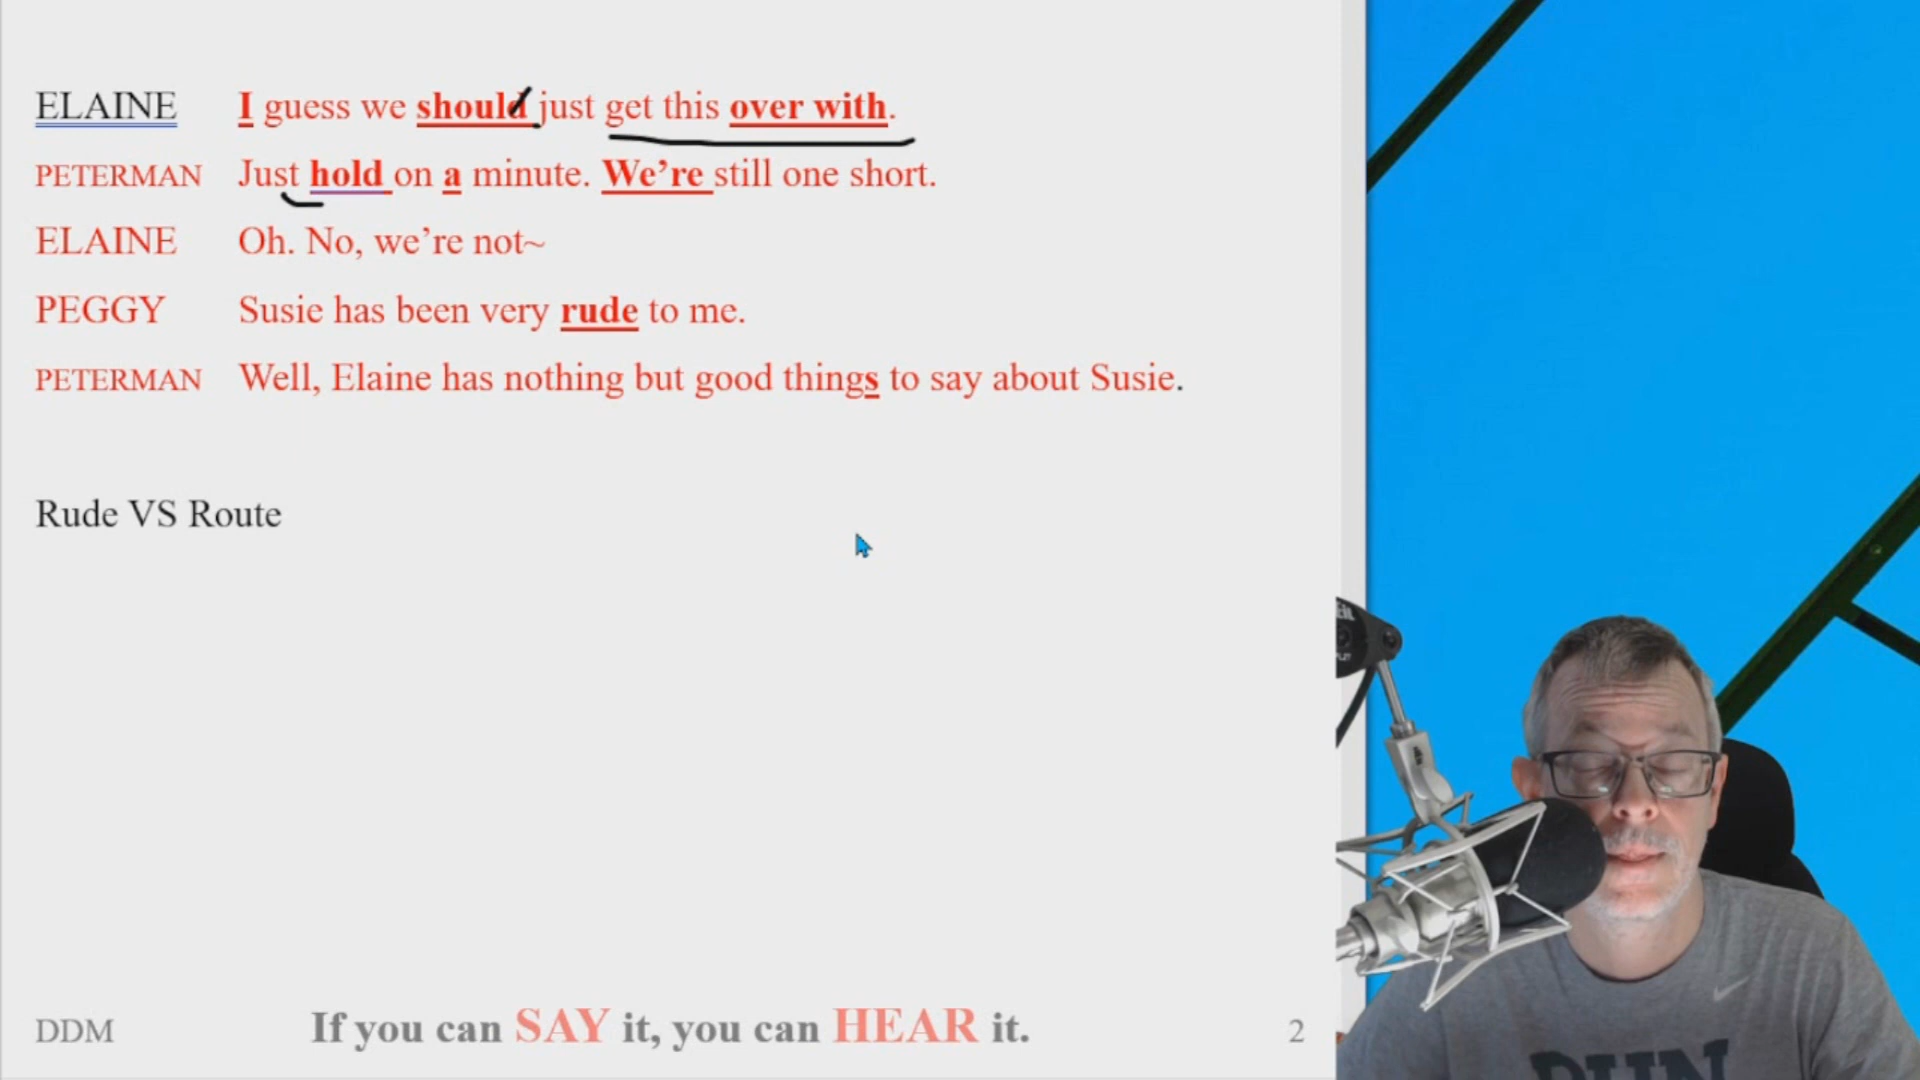 ELAINE I guess we should just get this over with.
PETERMAN Just hold on a minute. We’re still one short.
ELAINE Oh. No, we’re not~
PEGGY Susie has been very rude to me.
PETERMAN Well, Elaine has nothing but good things to say about Susie.
Rude VS Route
DDM If you can SAY it, you can HEAR it. 2
RUN